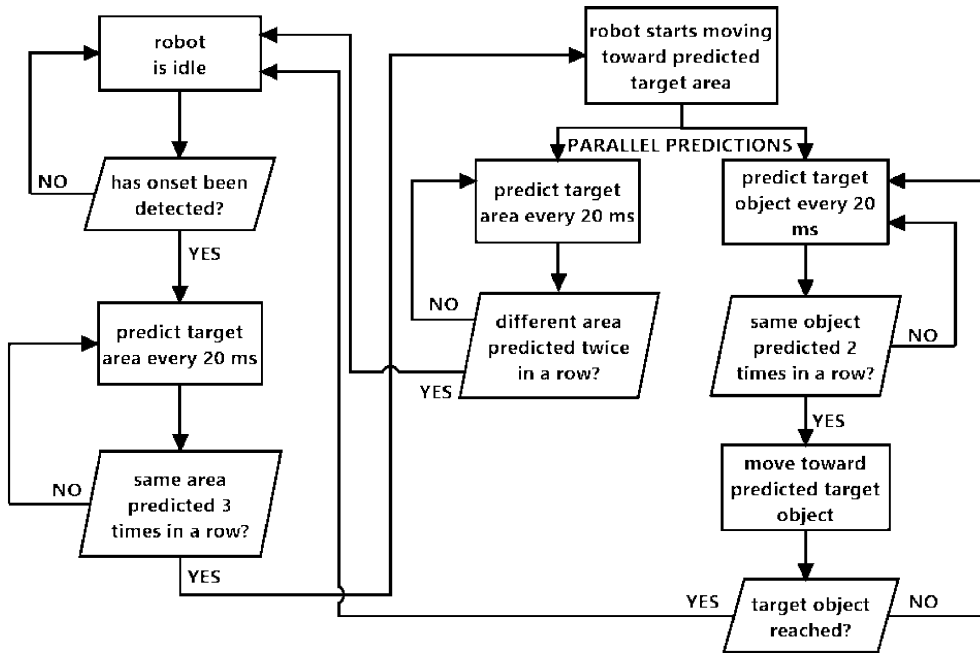 robot
is idle
NO
has onset been
detected?
YES
predict target
area every 20 ms
NO
same area
predicted 3
times in a row?
YES
robot starts moving
toward predicted
target area
PARALLEL PREDICTIONS
predict target
area every 20 ms
NO
different area
predicted twice
in a row?
YES
predict target
object every 20
ms
same object
predicted 2
times in a row?
NO
YES
move toward
predicted target
object
YES
target object
reached?
NO